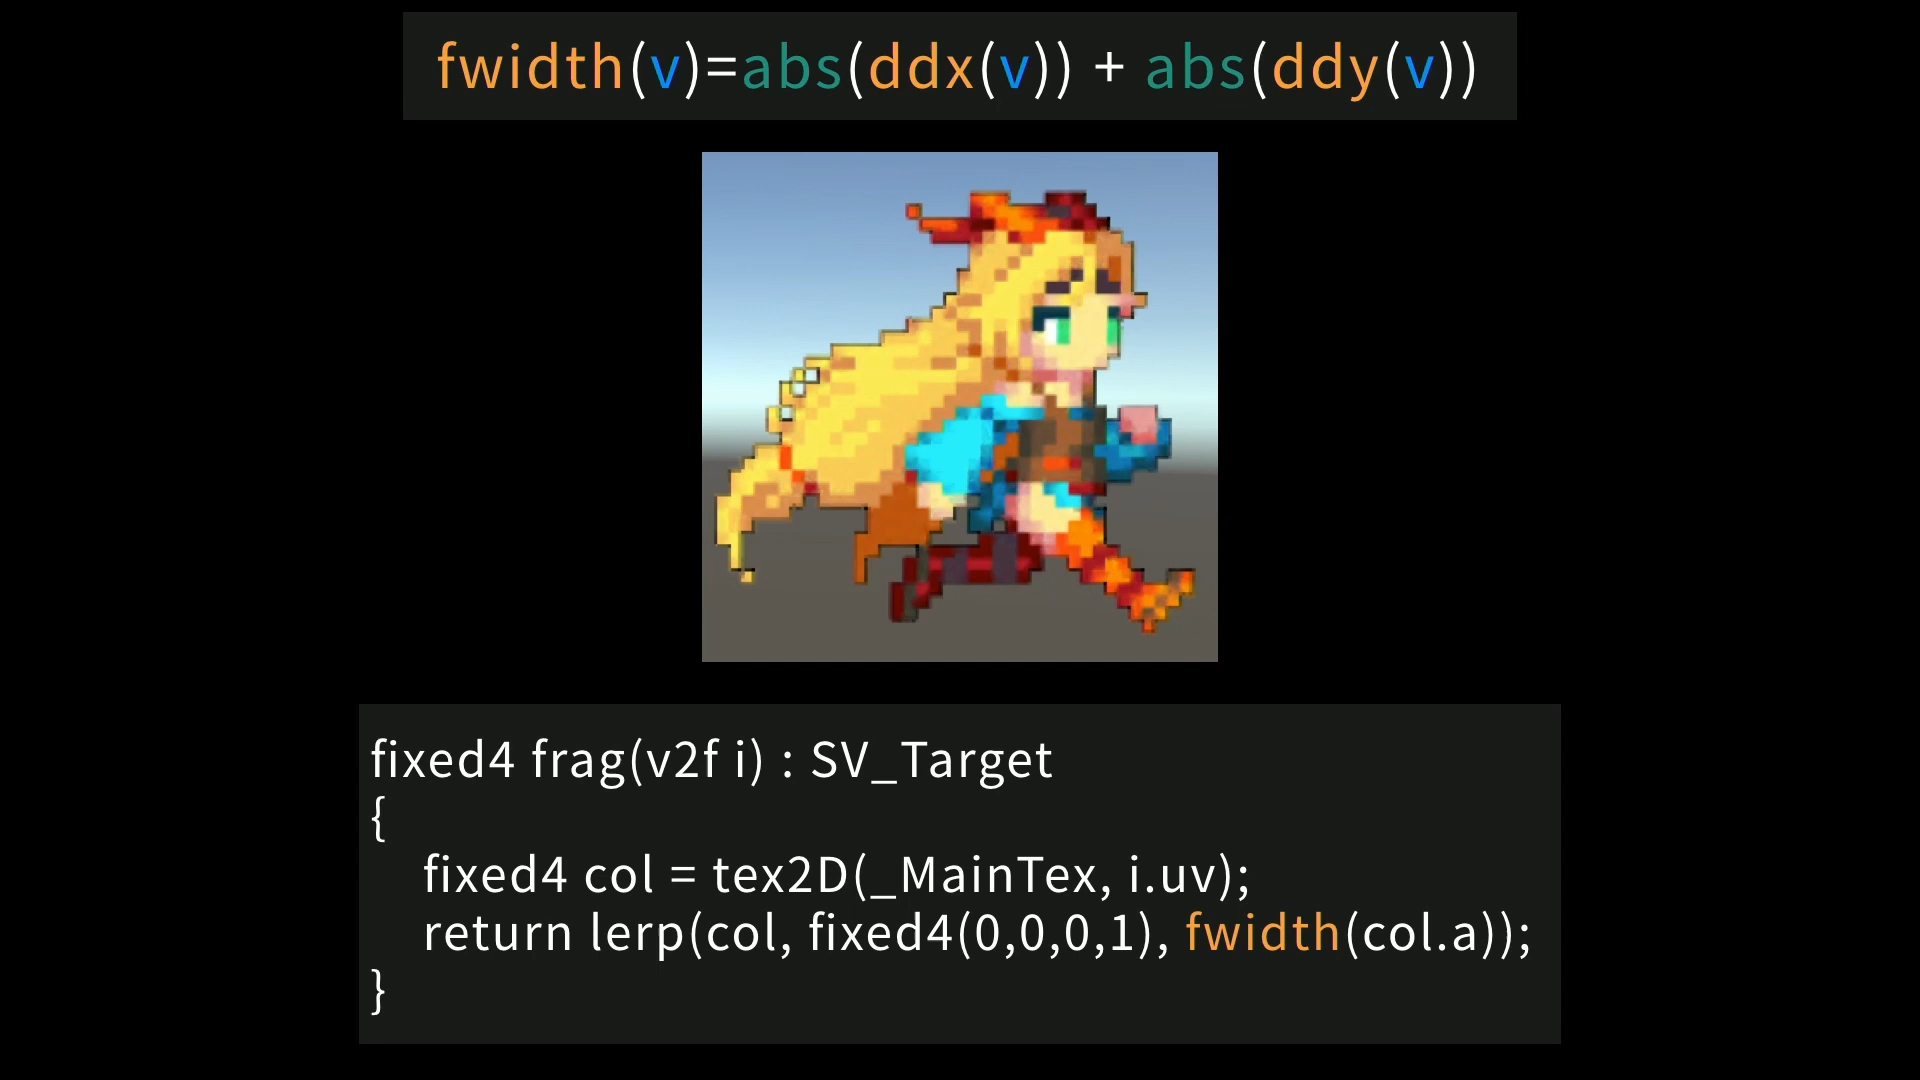 fwidth(v)=abs(ddx(v)) + abs(ddy(v))
fixed4 frag(v2f i) : SV_Target
{
    fixed4 col = tex2D(_MainTex, i.uv);
    return lerp(col, fixed4(0,0,0,1), fwidth(col.a));
}